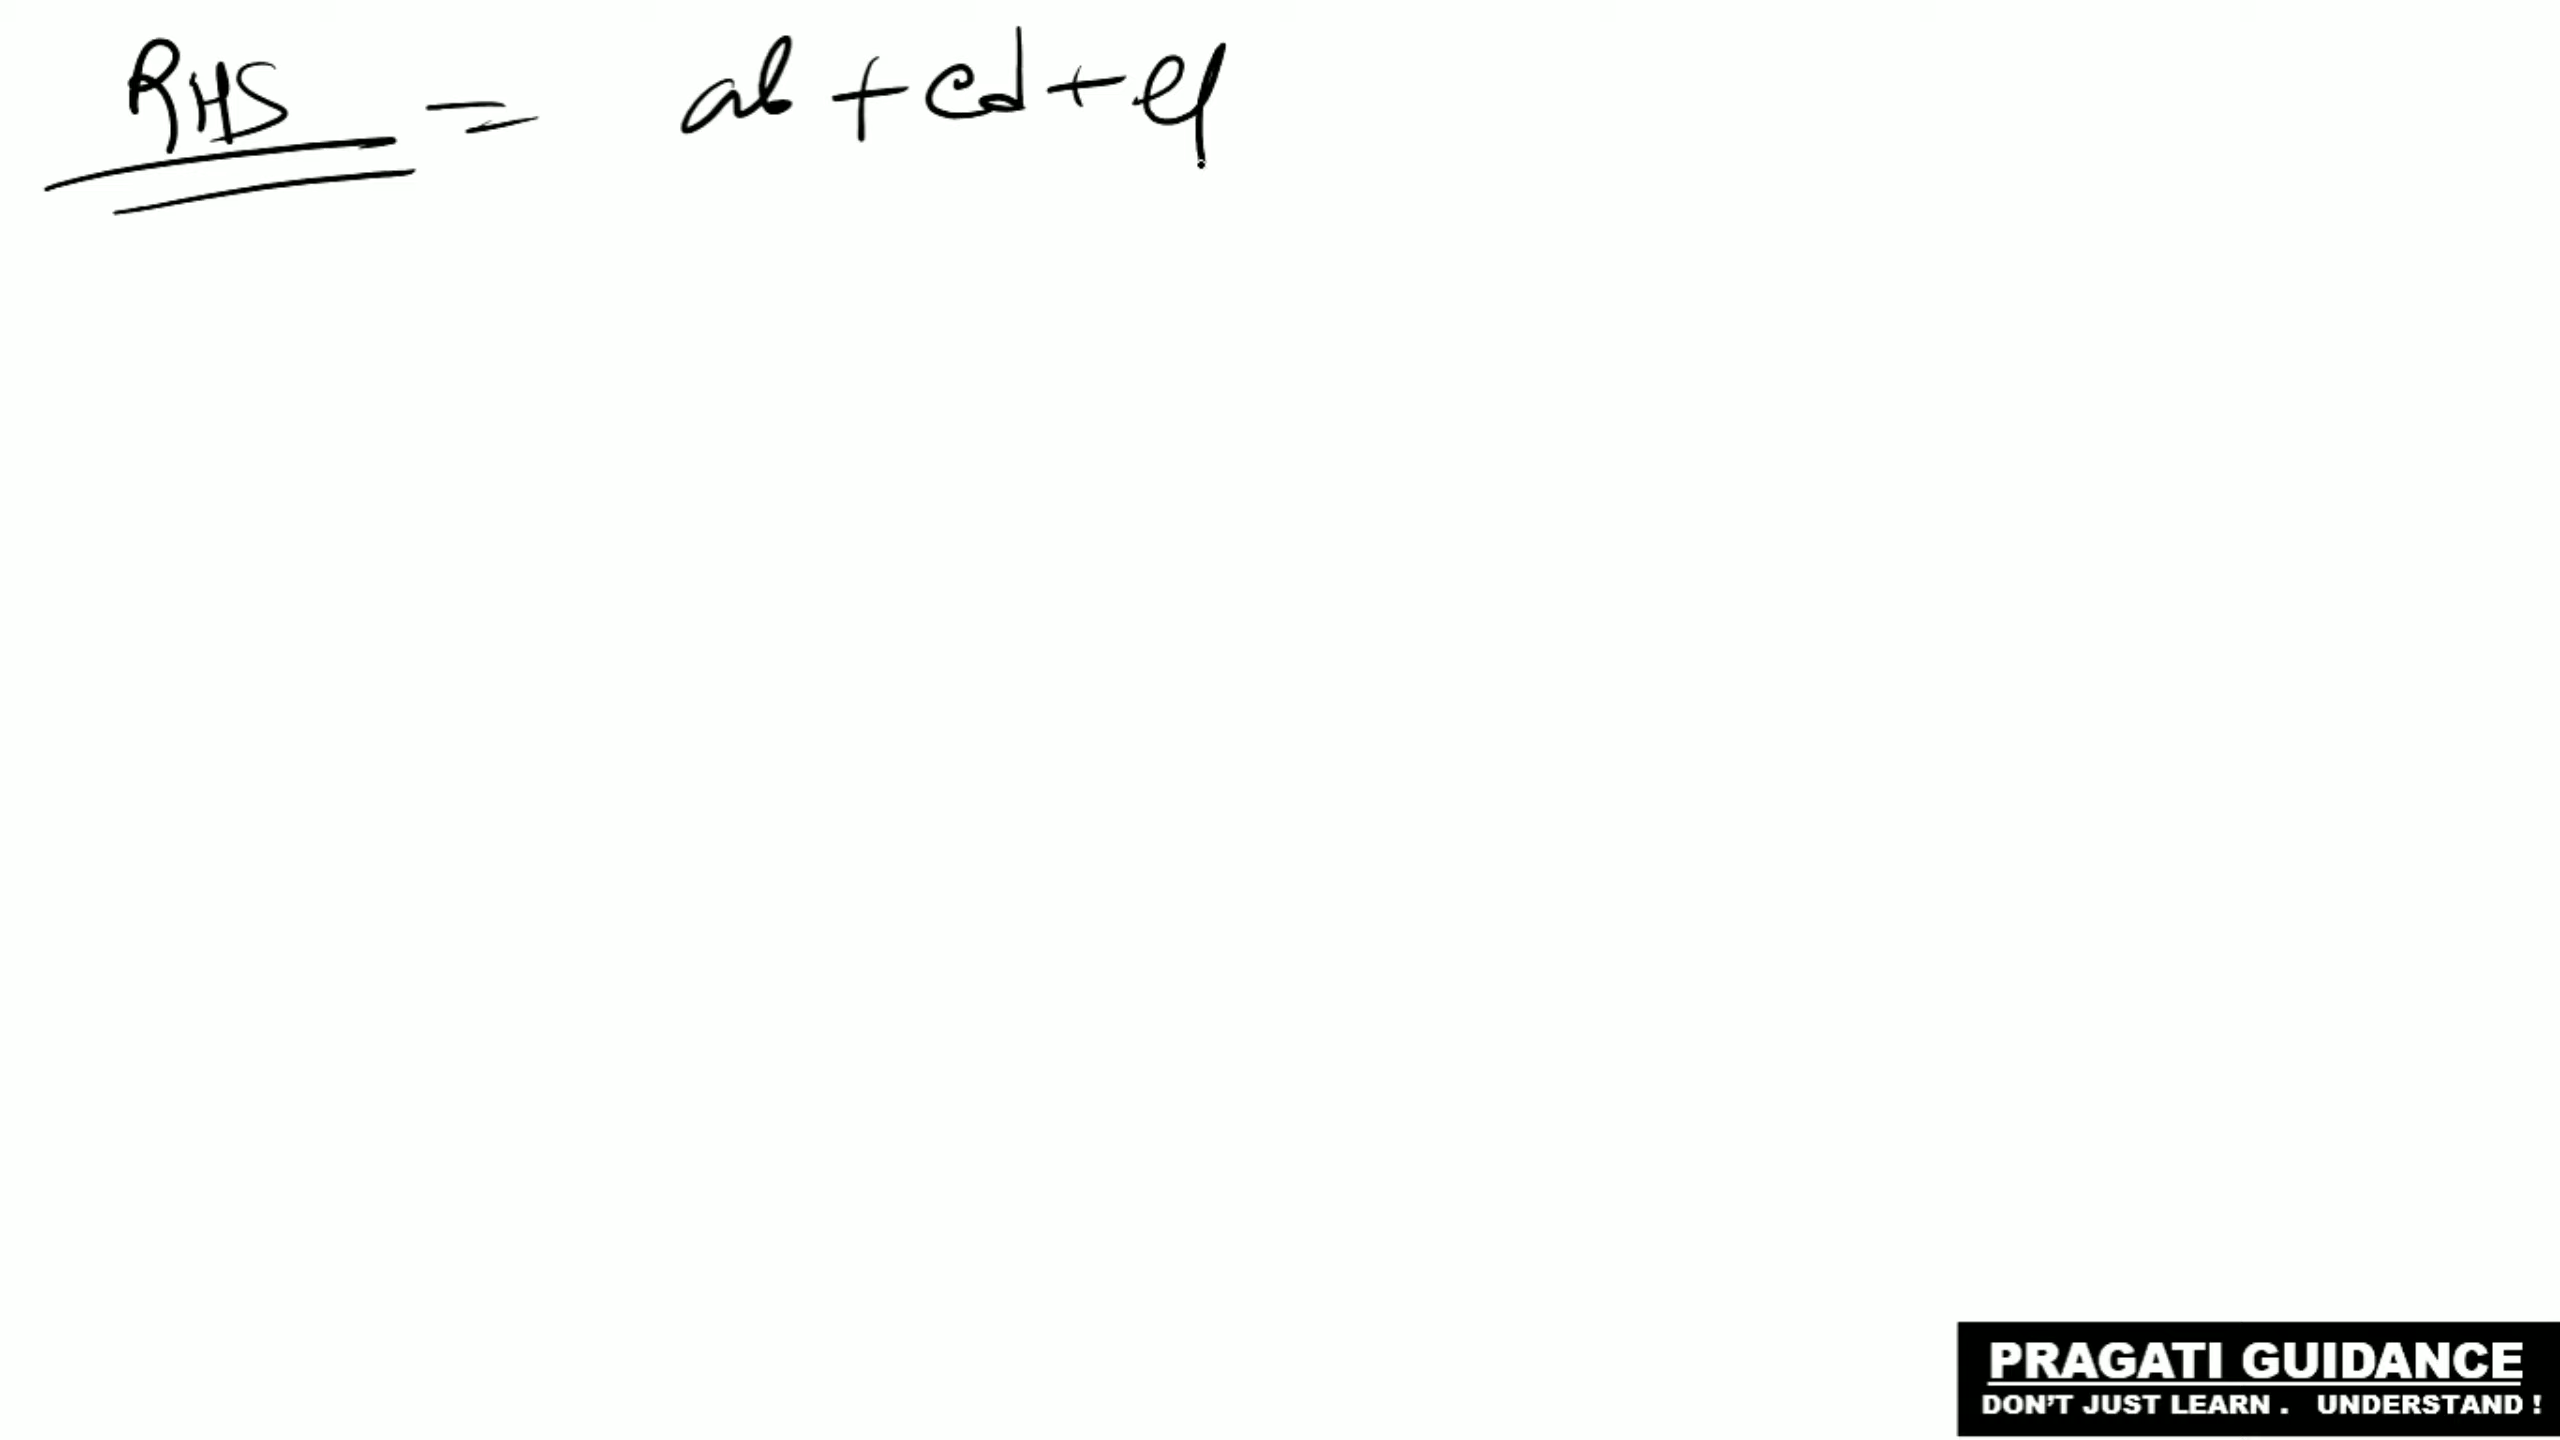 RHS = ab + cd + ef
PRAGATI GUIDANCE
DON'T JUST LEARN . UNDERSTAND !